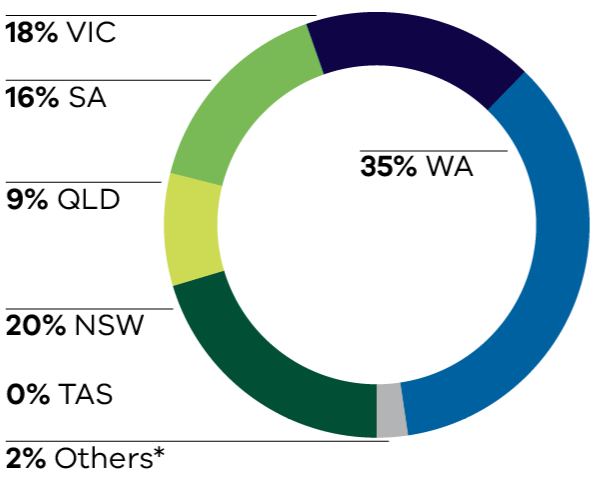 18% VIC
16% SA
35% WA
9% QLD
20% NSW
0% TAS
2% Others*